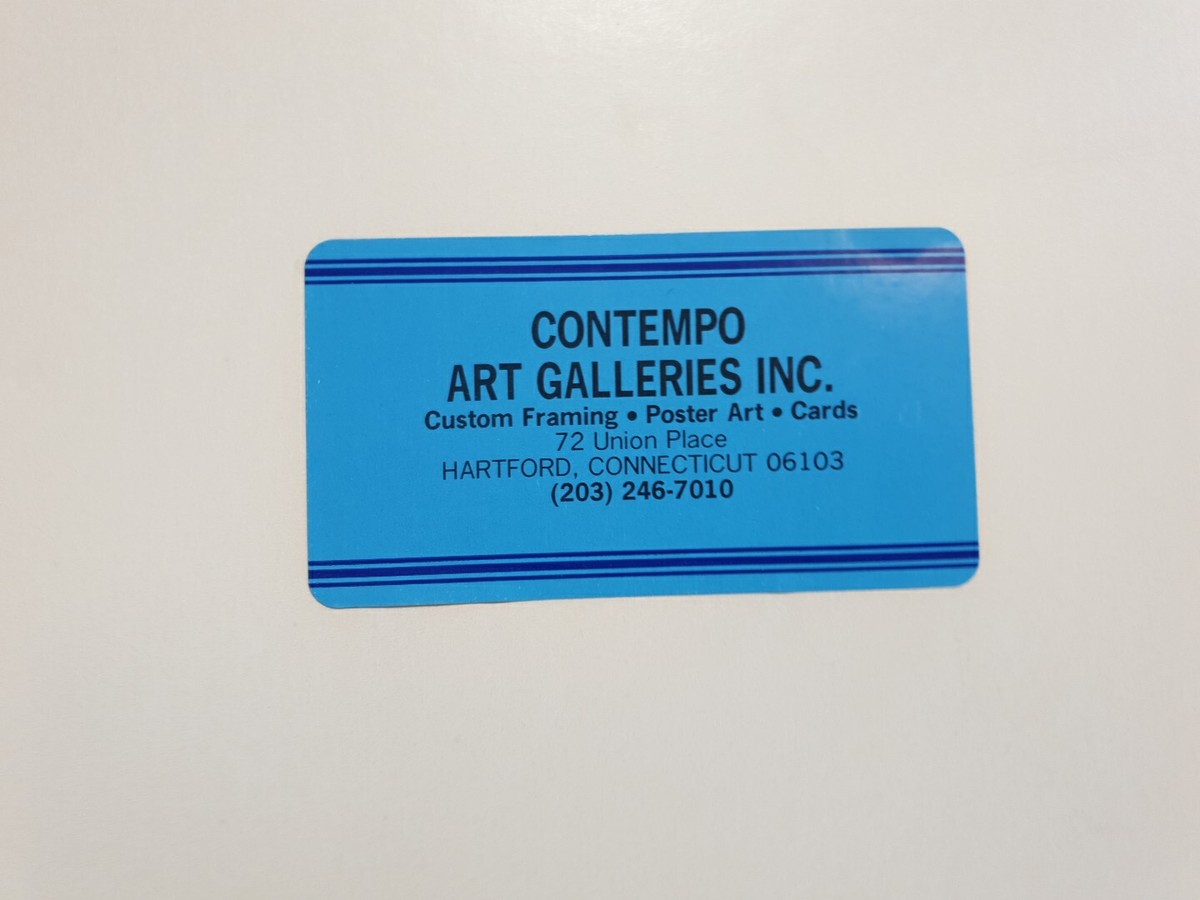 CONTEMPO
ART GALLERIES INC.
Custom Framing • Poster Art • Cards
72 Union Place
HARTFORD, CONNECTICUT 06103
(203) 246-7010